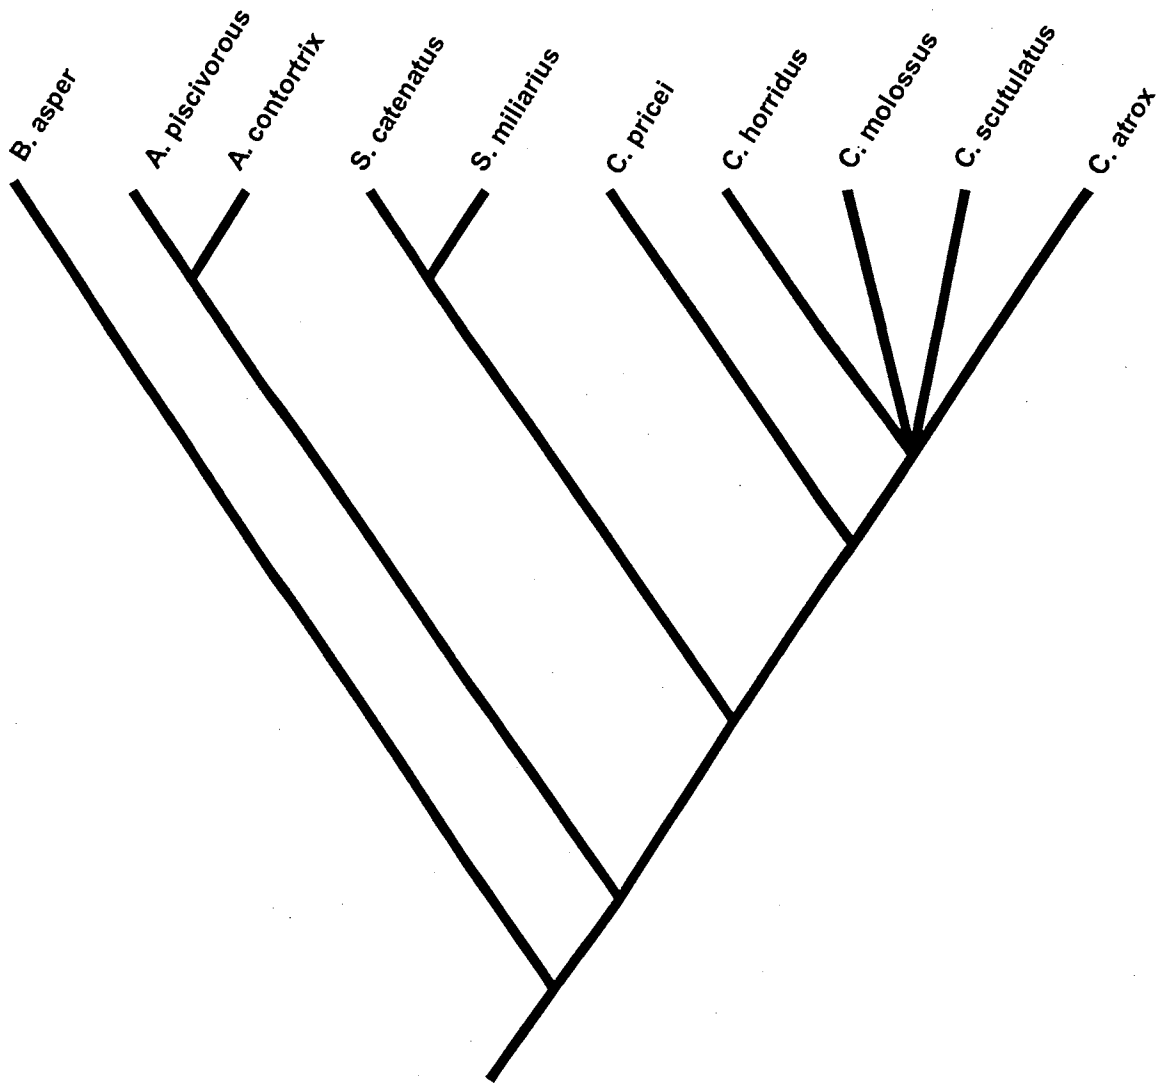 B. asper
A. piscivorous
A. contortrix
S. catenatus
S. miliarius
C. pricei
C. horridus
C. molossus
C. scutulatus
C. atrox